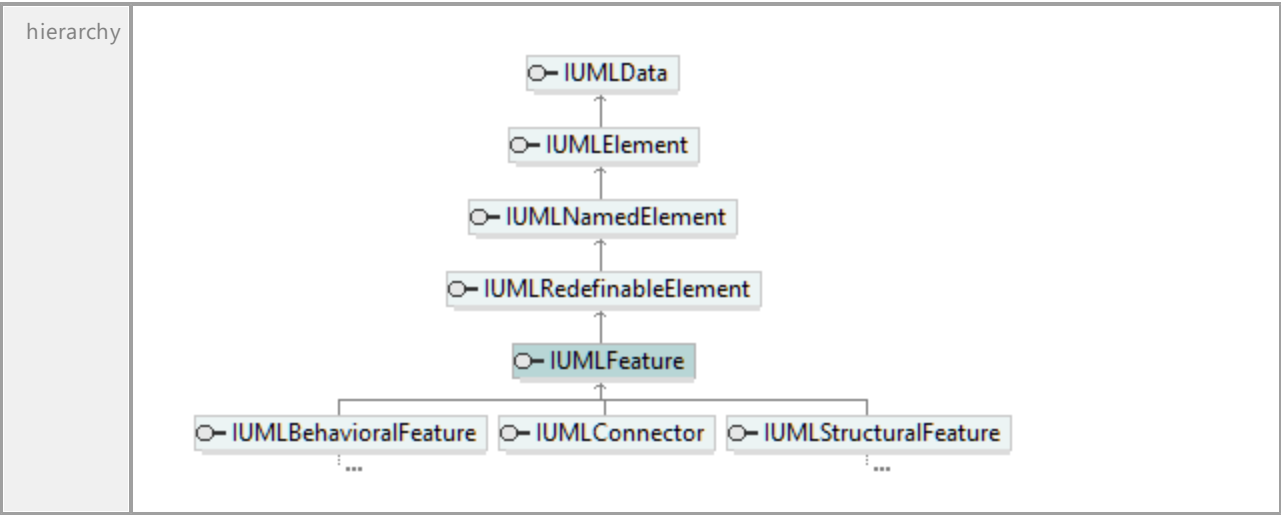 hierarchy
IUMLData
IUMLElement
IUMLNamedElement
IUMLRedefinableElement
IUMLFeature
IUMLBehavioralFeature IUMLConnector IUMLStructuralFeature
... ...